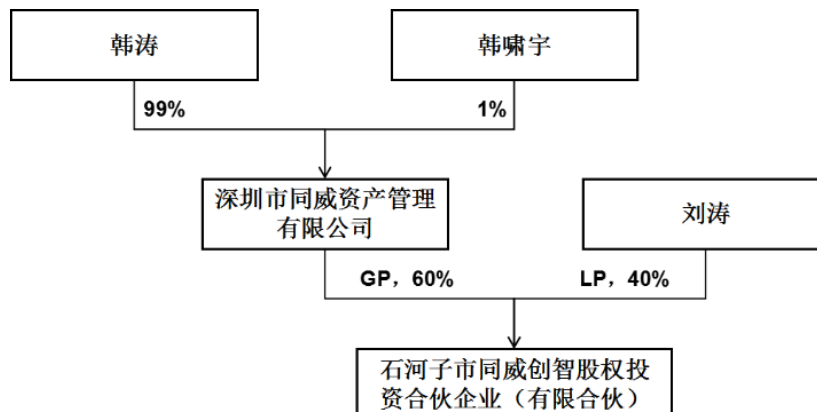 韩涛
韩啸宇
99%
1%
深圳市同威资产管理
有限公司
刘涛
GP，60%
LP，40%
石河子市同威创智股权投
资合伙企业（有限合伙）